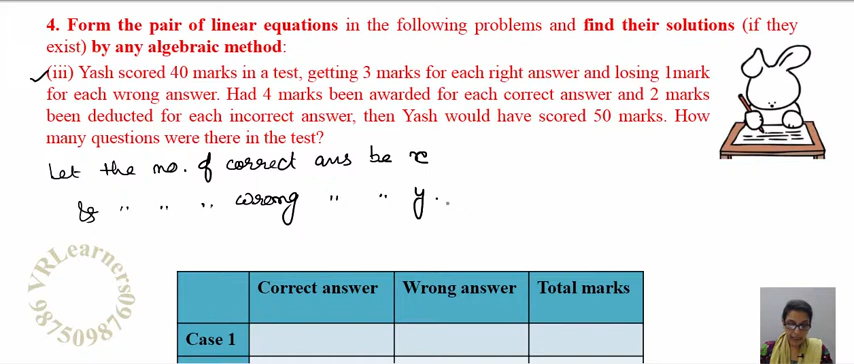 4. Form the pair of linear equations in the following problems and find their solutions (if they
exist) by any algebraic method:
(iii) Yash scored 40 marks in a test, getting 3 marks for each right answer and losing 1mark
for each wrong answer. Had 4 marks been awarded for each correct answer and 2 marks
been deducted for each incorrect answer, then Yash would have scored 50 marks. How
many questions were there in the test?
Let the no. of correct ans be x
& " " " wrong " " y.
VRLearners
9875098760
Correct answer Wrong answer Total marks
Case 1